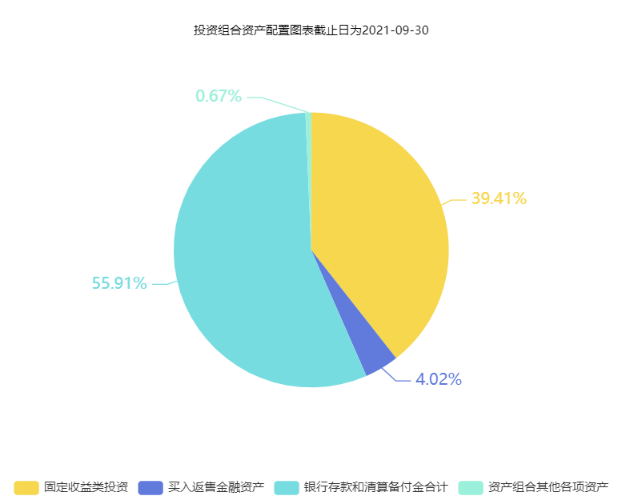 投资组合资产配置图表截止日为2021-09-30
0.67%
39.41%
55.91%
4.02%
固定收益类投资 买入返售金融资产 银行存款和清算备付金合计 资产组合其他各项资产